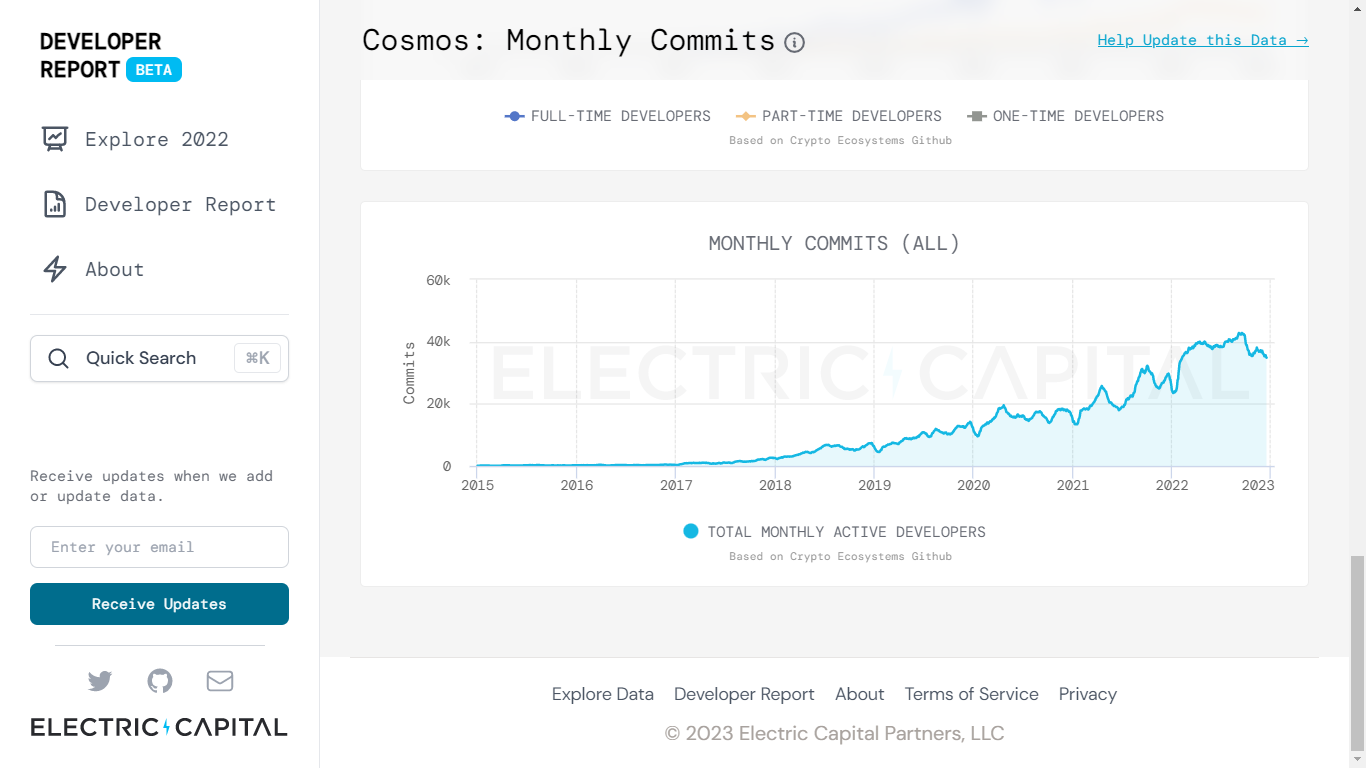 DEVELOPER
REPORT BETA
Explore 2022
Developer Report
About
Quick Search ⌘K
Receive updates when we add
or update data.
Enter your email
Receive Updates
ELECTRIC CAPITAL
Cosmos: Monthly Commits
Help Update this Data →
FULL-TIME DEVELOPERS PART-TIME DEVELOPERS ONE-TIME DEVELOPERS
Based on Crypto Ecosystems Github
MONTHLY COMMITS (ALL)
60k
40k
20k
0
Commits
ELECTRIC CAPITAL
2015 2016 2017 2018 2019 2020 2021 2022 2023
TOTAL MONTHLY ACTIVE DEVELOPERS
Based on Crypto Ecosystems Github
Explore Data Developer Report About Terms of Service Privacy
© 2023 Electric Capital Partners, LLC